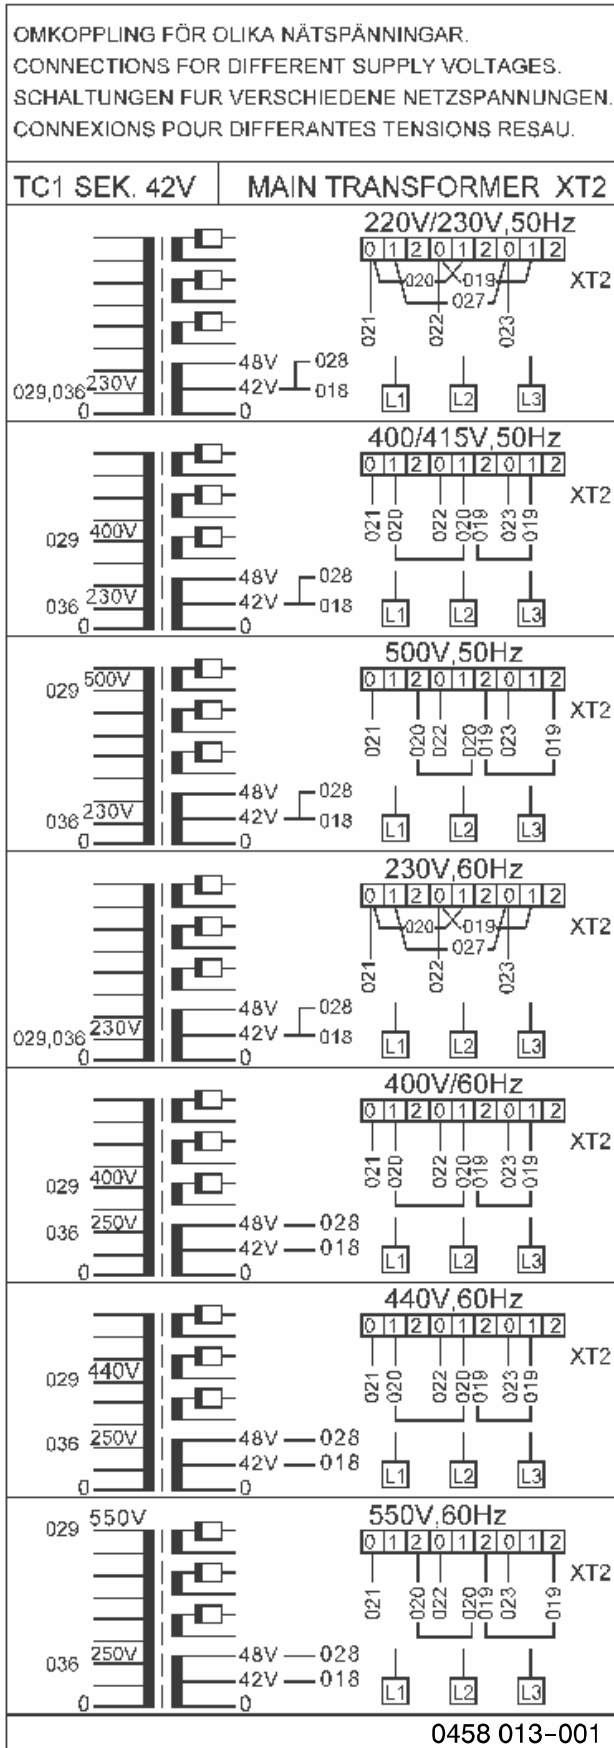 OMKOPPLING FÖR OLIKA NÄTSPÄNNINGAR.
CONNECTIONS FOR DIFFERENT SUPPLY VOLTAGES.
SCHALTUNGEN FUR VERSCHIEDENE NETZSPANNUNGEN.
CONNEXIONS POUR DIFFERANTES TENSIONS RESAU.
TC1 SEK. 42V MAIN TRANSFORMER XT2
220V/230V,50Hz
0 1 2 0 1 2 0 1 2
020 019 XT2
027
021 022 023
48V 028
029,036 230V 42V 018 L1 L2 L3
0 0
400/415V,50Hz
0 1 2 0 1 2 0 1 2
XT2
021 020 022 020 019 023 019
029 400V
48V 028
036 230V 42V 018 L1 L2 L3
0 0
500V,50Hz
0 1 2 0 1 2 0 1 2
029 500V XT2
021 020 022 020 019 023 019
48V 028
036 230V 42V 018 L1 L2 L3
0 0
230V,60Hz
0 1 2 0 1 2 0 1 2
020 019 XT2
027
021 022 023
48V 028
029,036 230V 42V 018 L1 L2 L3
0 0
400V/60Hz
0 1 2 0 1 2 0 1 2
XT2
021 020 022 020 019 023 019
029 400V
036 250V 48V 028
42V 018 L1 L2 L3
0 0
440V,60Hz
0 1 2 0 1 2 0 1 2
XT2
029 440V
021 020 022 020 019 023 019
036 250V 48V 028
42V 018 L1 L2 L3
0 0
550V,60Hz
029 550V
0 1 2 0 1 2 0 1 2
XT2
021 020 022 020 019 023 019
036 250V 48V 028
42V 018 L1 L2 L3
0 0
0458 013-001